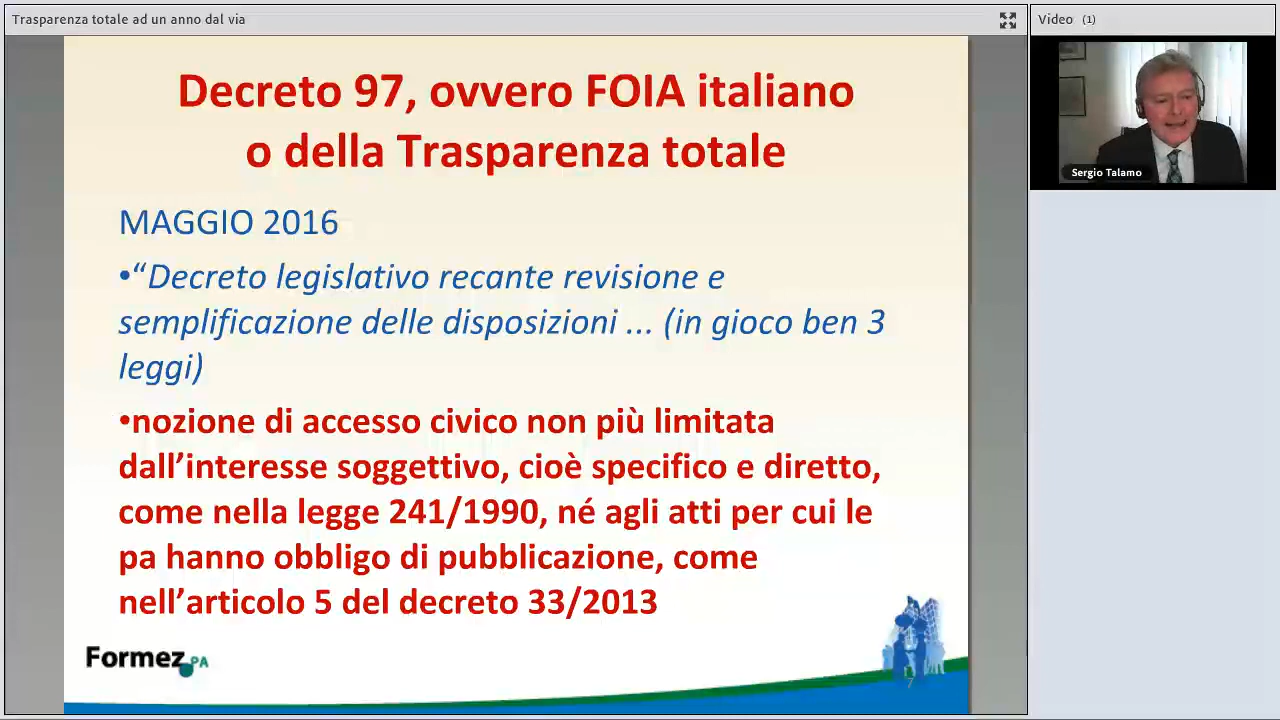 Trasparenza totale ad un anno dal via
Video (1)
Sergio Talamo
Decreto 97, ovvero FOIA italiano
o della Trasparenza totale
MAGGIO 2016
•“Decreto legislativo recante revisione e
semplificazione delle disposizioni ... (in gioco ben 3
leggi)
•nozione di accesso civico non più limitata
dall’interesse soggettivo, cioè specifico e diretto,
come nella legge 241/1990, né agli atti per cui le
pa hanno obbligo di pubblicazione, come
nell’articolo 5 del decreto 33/2013
Formez PA
7